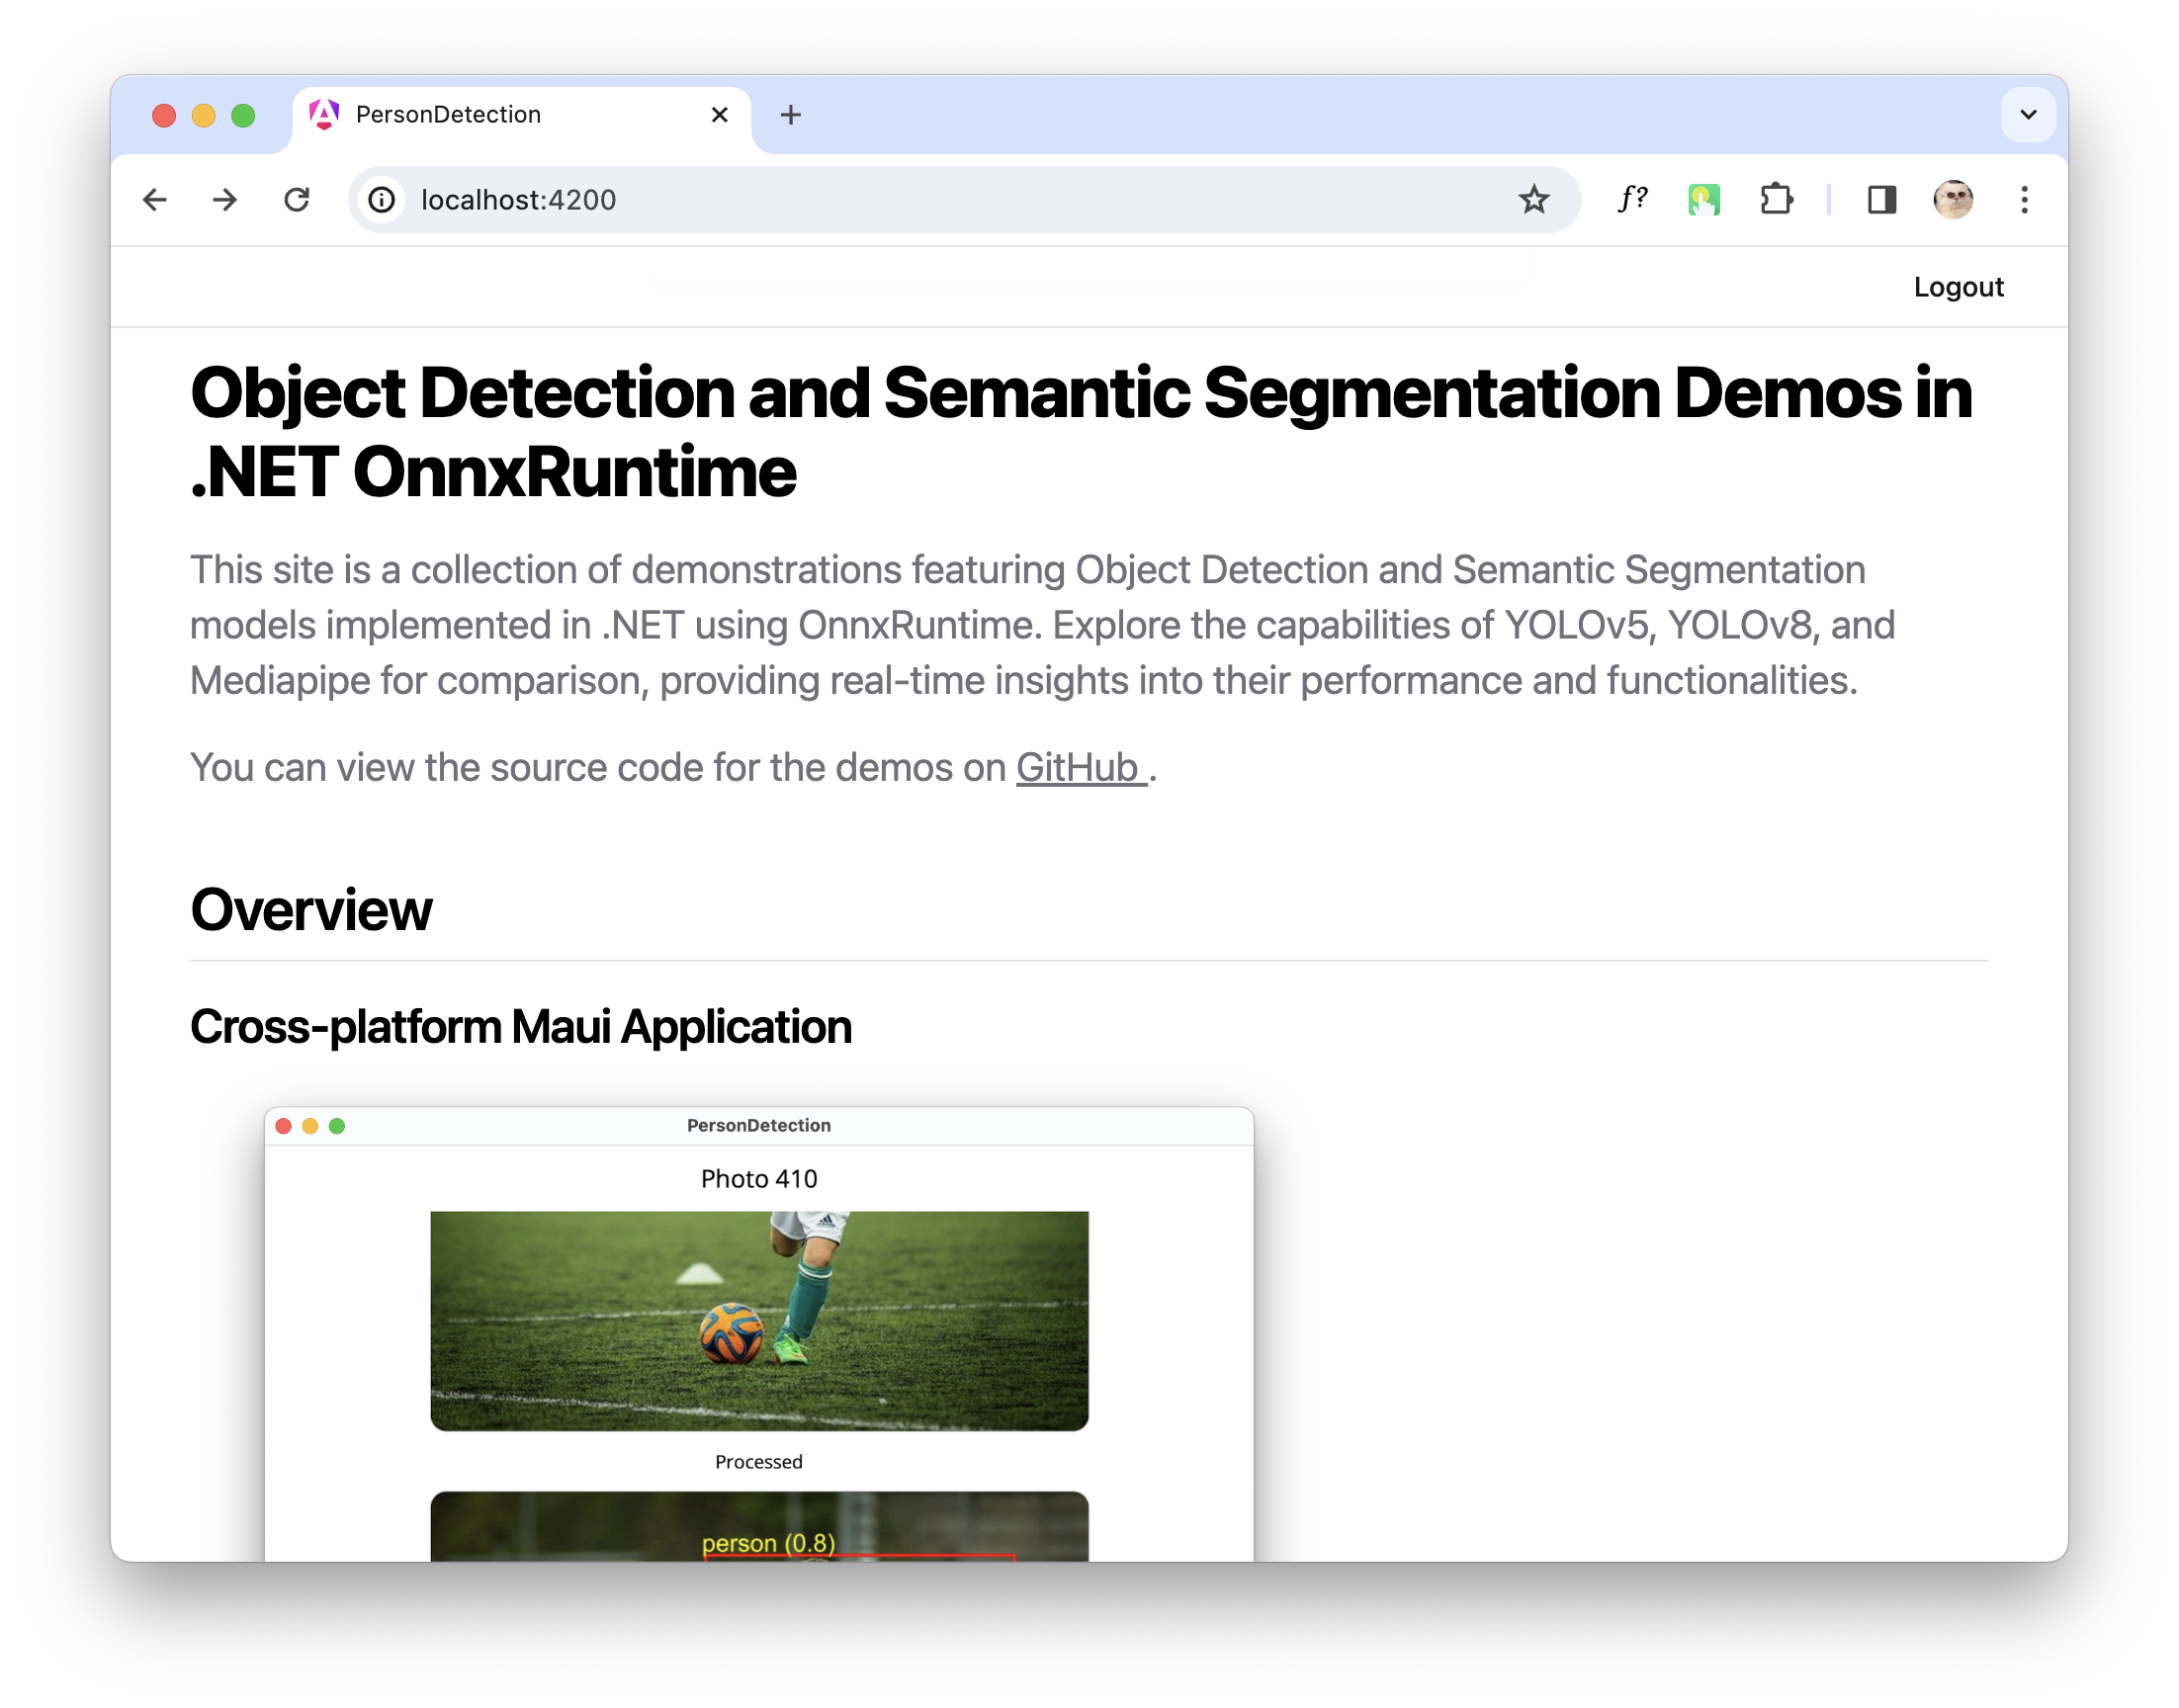 PersonDetection
localhost:4200
f?
Logout
Object Detection and Semantic Segmentation Demos in
.NET OnnxRuntime
This site is a collection of demonstrations featuring Object Detection and Semantic Segmentation
models implemented in .NET using OnnxRuntime. Explore the capabilities of YOLOv5, YOLOv8, and
Mediapipe for comparison, providing real-time insights into their performance and functionalities.
You can view the source code for the demos on GitHub .
Overview
Cross-platform Maui Application
PersonDetection
Photo 410
Processed
person (0.8)